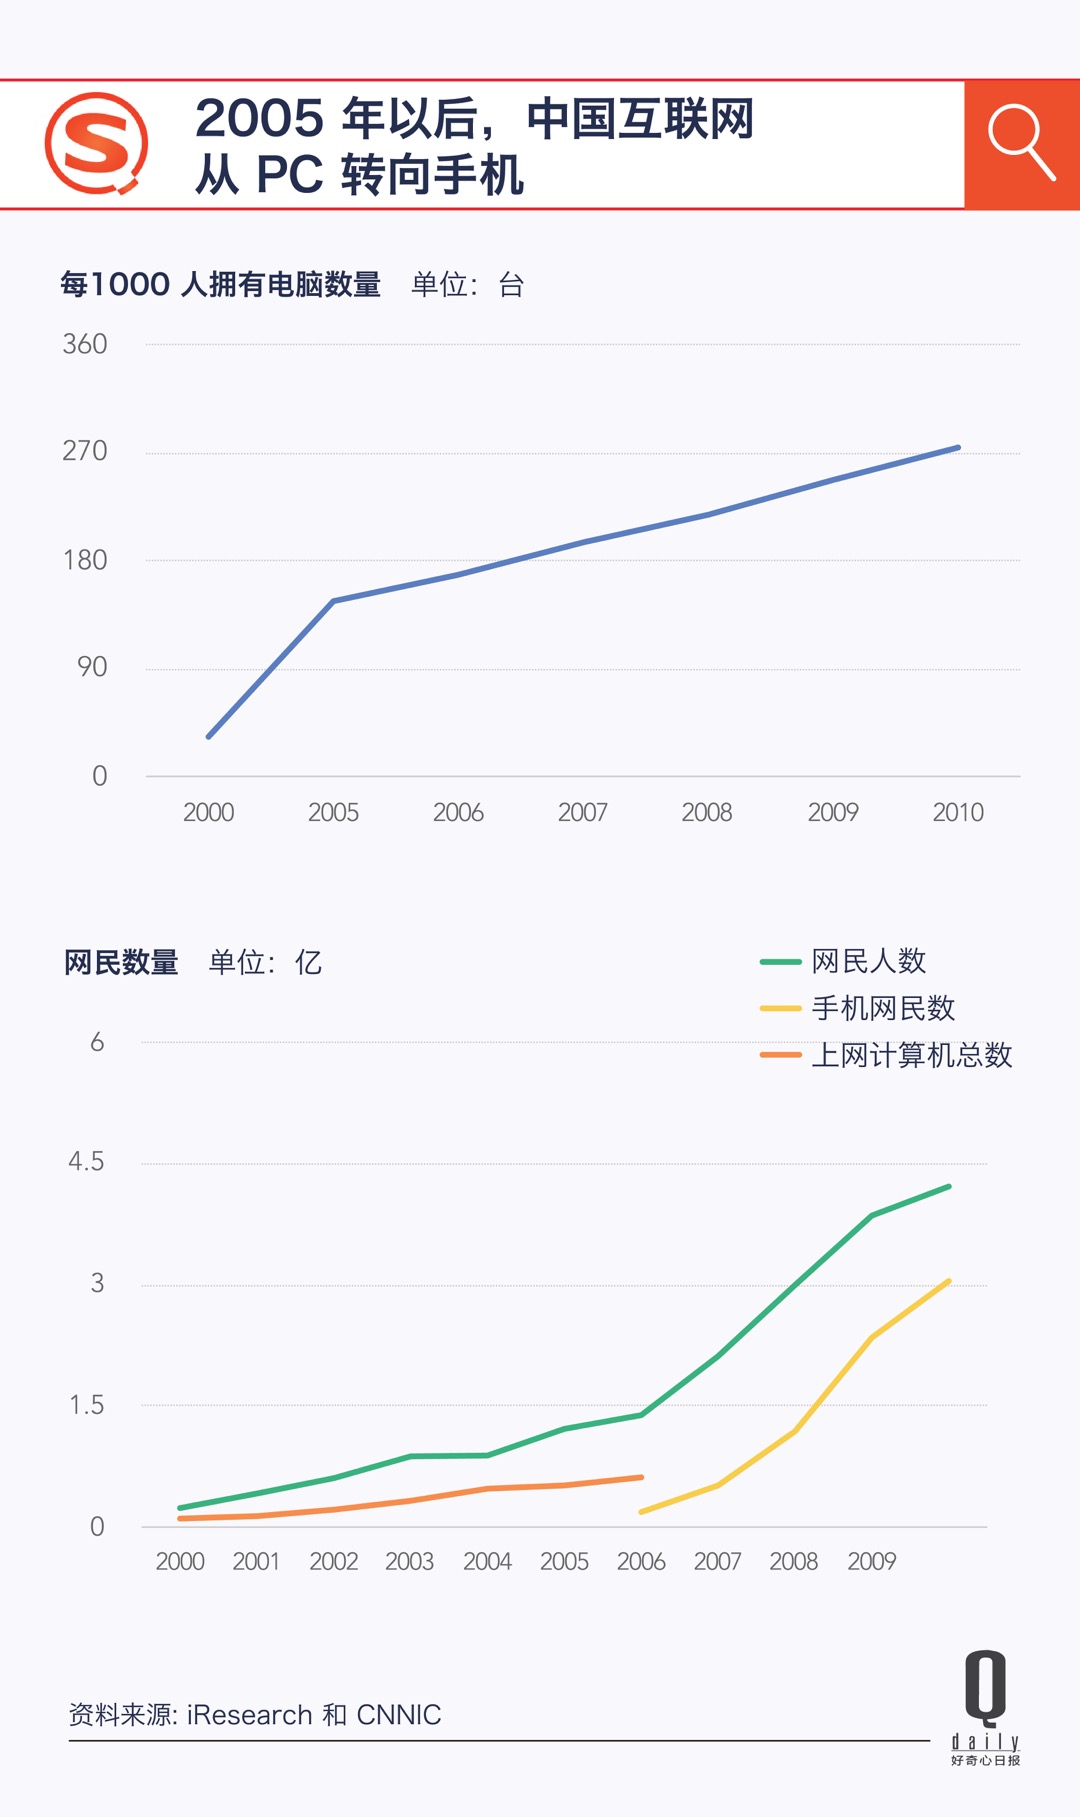 2005 年以后，中国互联网
从 PC 转向手机
每1000 人拥有电脑数量 单位：台
360
270
180
90
0
2000 2005 2006 2007 2008 2009 2010
网民数量 单位：亿
网民人数
手机网民数
上网计算机总数
6
4.5
3
1.5
0
2000 2001 2002 2003 2004 2005 2006 2007 2008 2009
资料来源: iResearch 和 CNNIC
Q
daily
好奇心日报